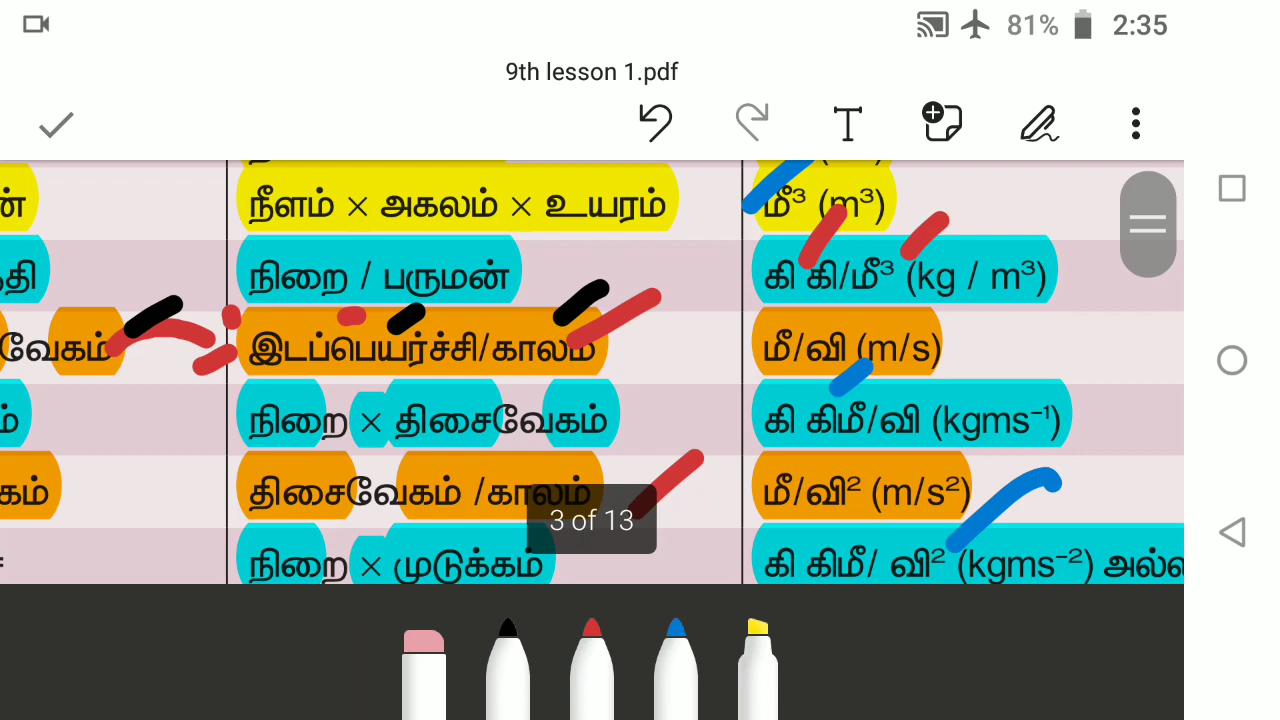 81% 2:35
9th lesson 1.pdf
ன் நீளம் × அகலம் × உயரம் மீ³ (m³)
தி நிறை / பருமன் கி கி/மீ³ (kg / m³)
வேகம் இடப்பெயர்ச்சி/காலம் மீ/வி (m/s)
ம் நிறை × திசைவேகம் கி கிமீ/வி (kgms⁻¹)
கம் திசைவேகம் /காலம் மீ/வி² (m/s²)
3 of 13
நிறை × முடுக்கம் கி கிமீ/ வி² (kgms⁻²)